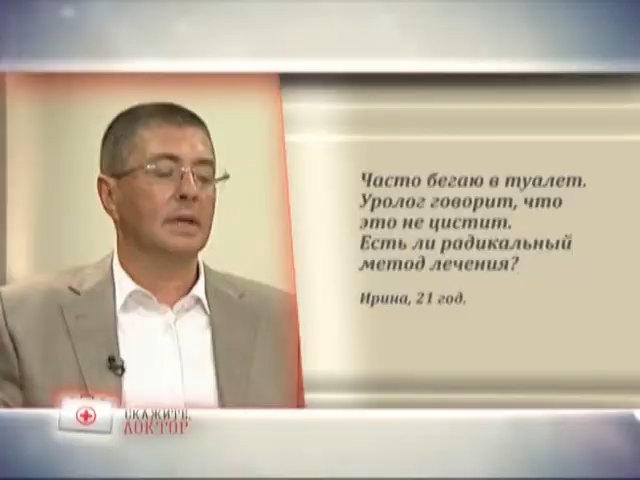 Часто бегаю в туалет.
Уролог говорит, что
это не цистит.
Есть ли радикальный
метод лечения?
Ирина, 21 год.
СКАЖИТЕ,
ДОКТОР